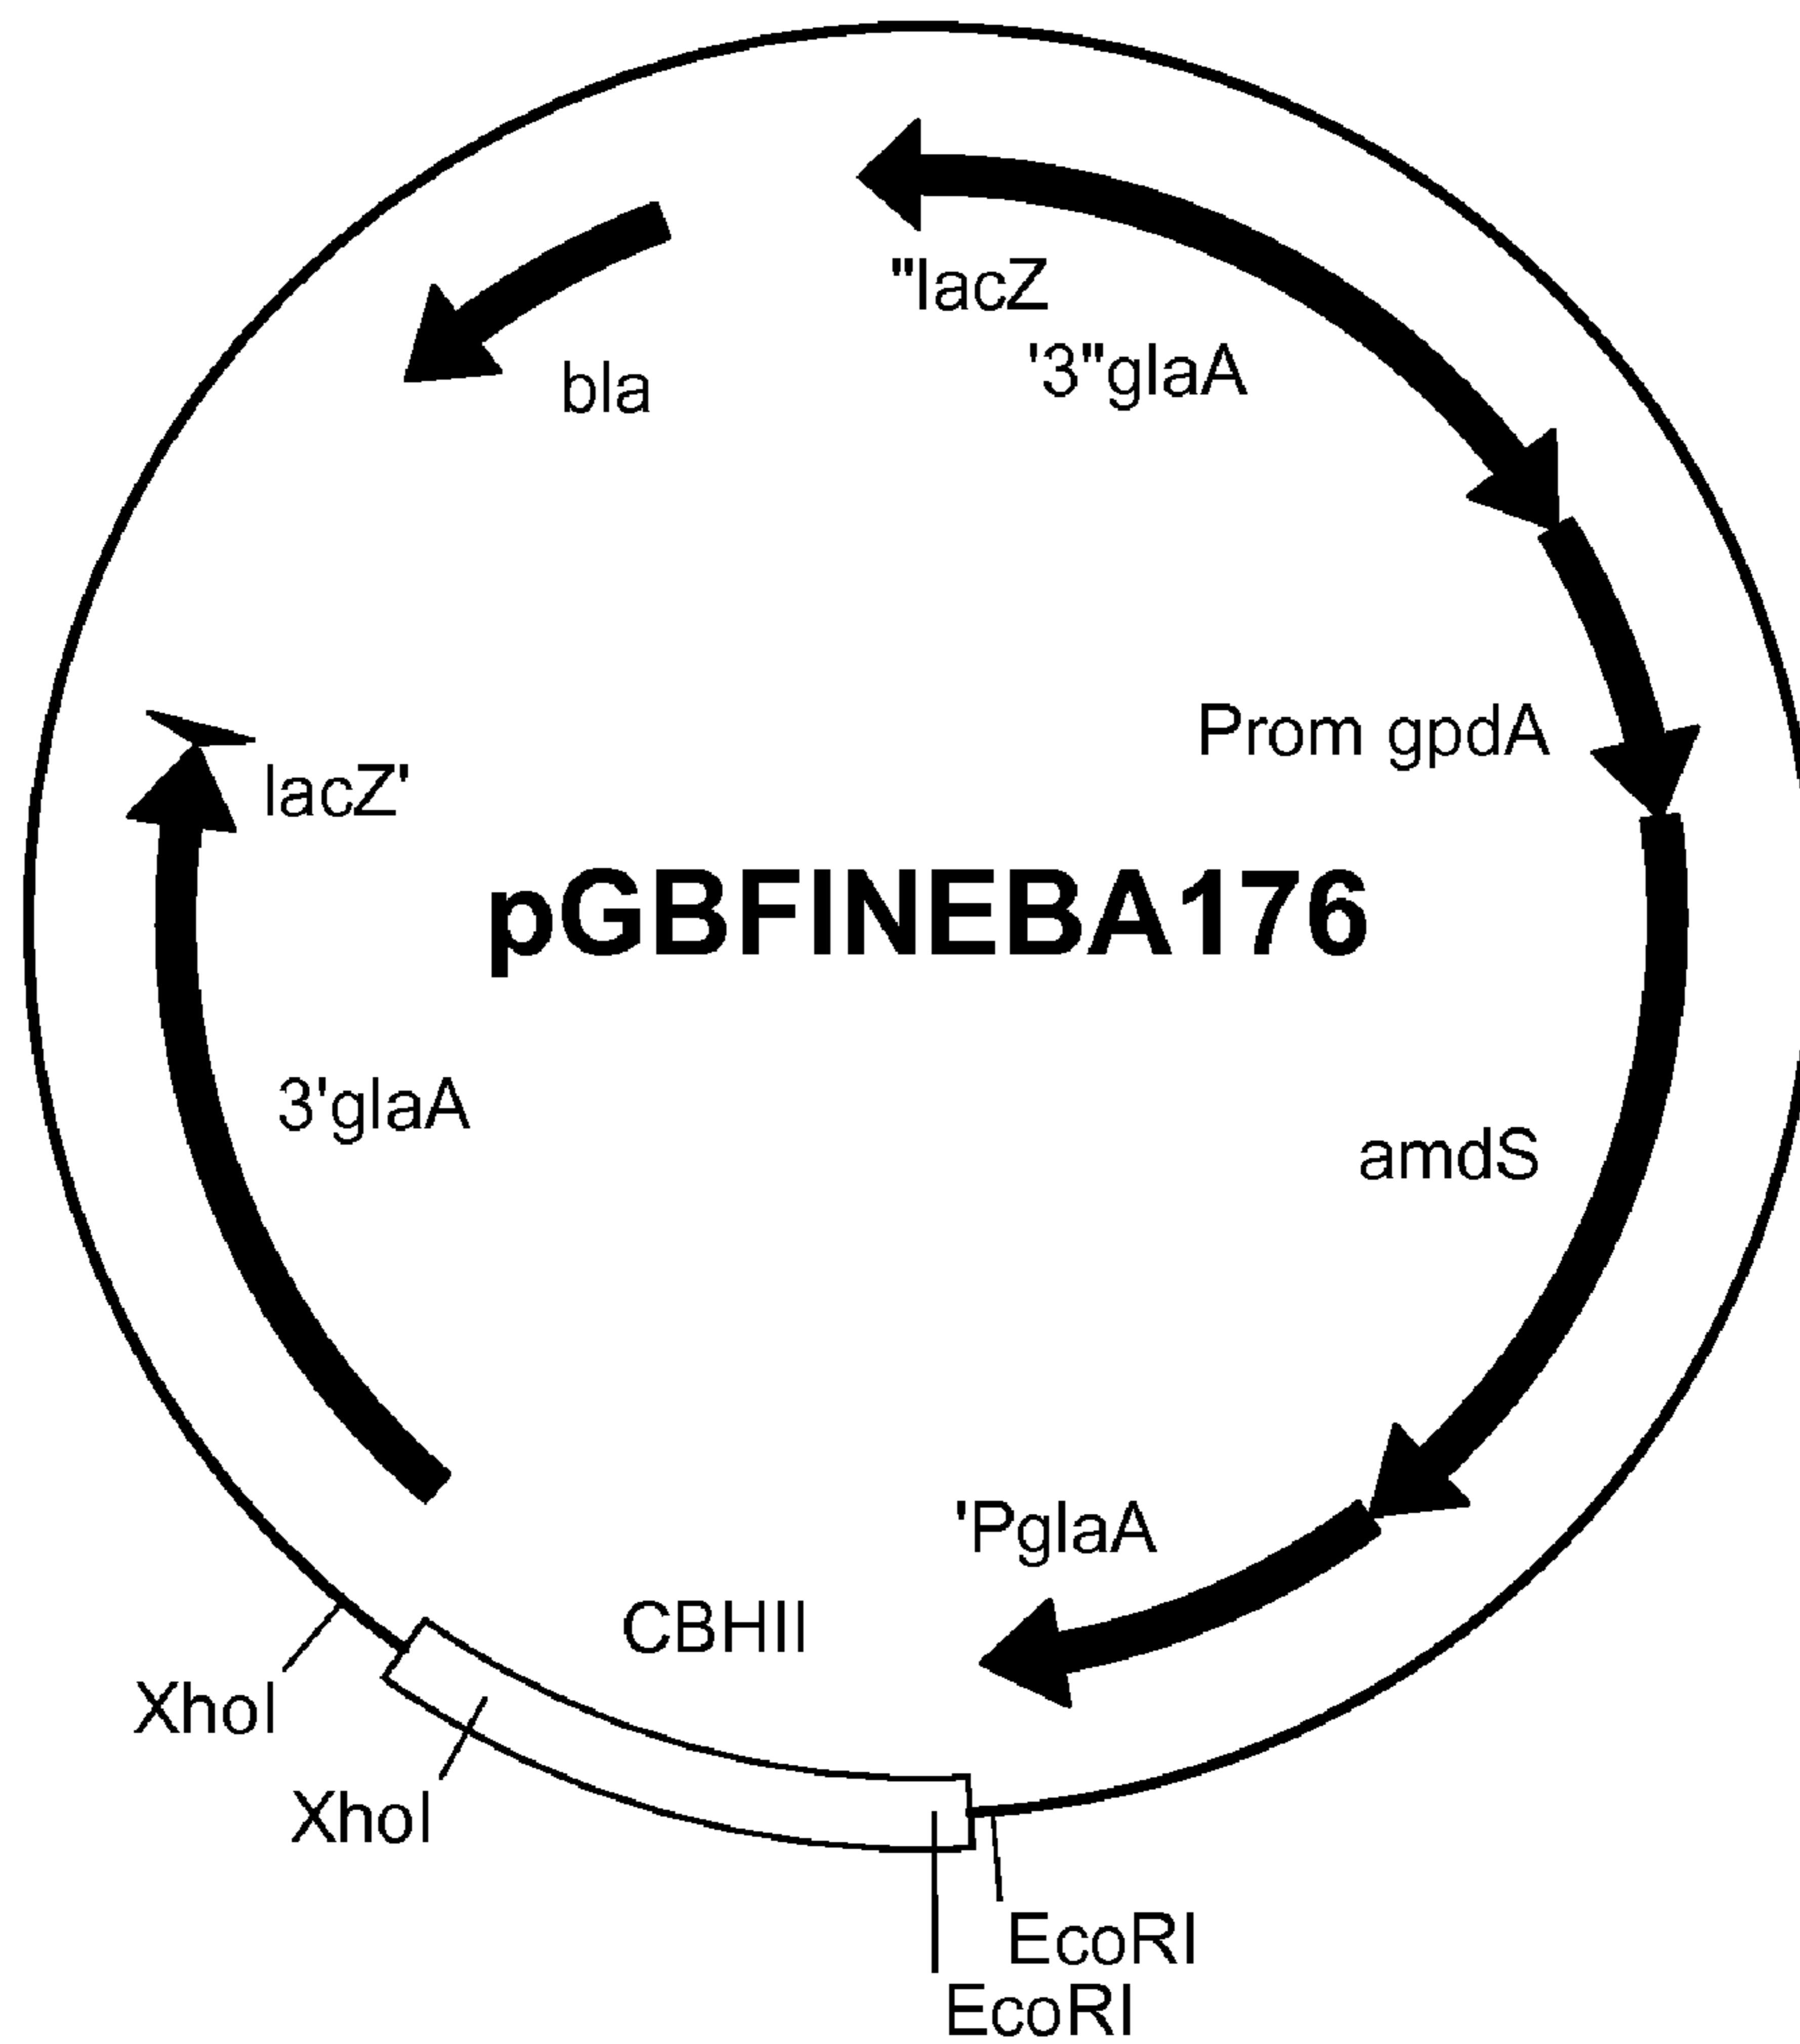 "lacZ
'3"glaA
bla
Prom gpdA
lacZ'
pGBFINEBA176
3'glaA
amdS
'PglaA
CBHII
XhoI
XhoI
EcoRI
EcoRI